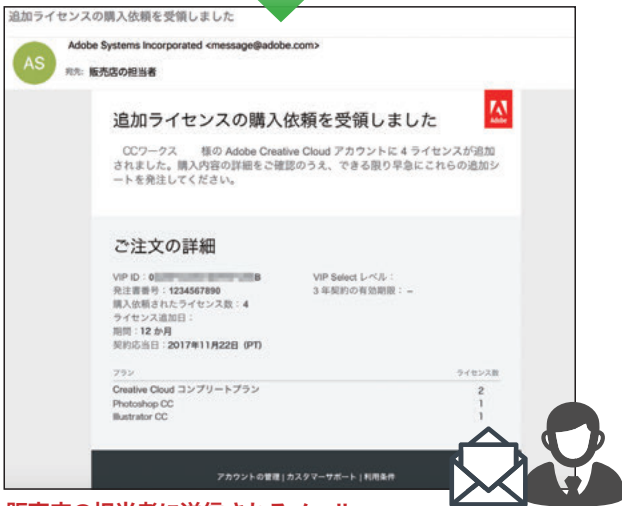 追加ライセンスの購入依頼を受領しました
AS
Adobe Systems Incorporated <message@adobe.com>
宛先: 販売店の担当者
追加ライセンスの購入依頼を受領しました
Adobe
CCワークス 様の Adobe Creative Cloud アカウントに 4 ライセンスが追加
されました。購入内容の詳細をご確認のうえ、できる限り早急にこれらの追加シ
ートを発注してください。
ご注文の詳細
VIP ID：0 B
発注書番号：1234567890
購入依頼されたライセンス数：4
ライセンス追加日：
期間：12 か月
契約応当日：2017年11月22日 (PT)
VIP Select レベル：
3 年契約の有効期限：–
プラン ライセンス数
Creative Cloud コンプリートプラン 2
Photoshop CC 1
Illustrator CC 1
アカウントの管理 | カスタマーサポート | 利用条件